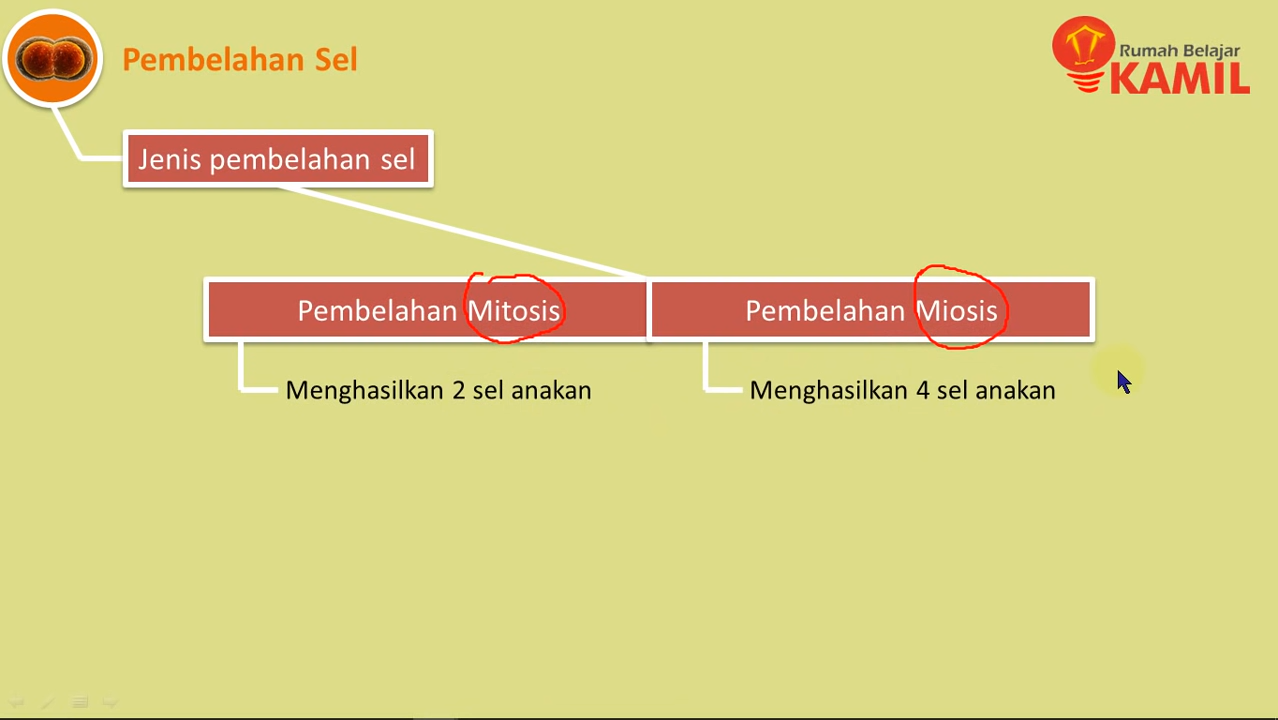 Pembelahan Sel
Rumah Belajar
KAMIL
Jenis pembelahan sel
Pembelahan Mitosis
Pembelahan Miosis
Menghasilkan 2 sel anakan
Menghasilkan 4 sel anakan